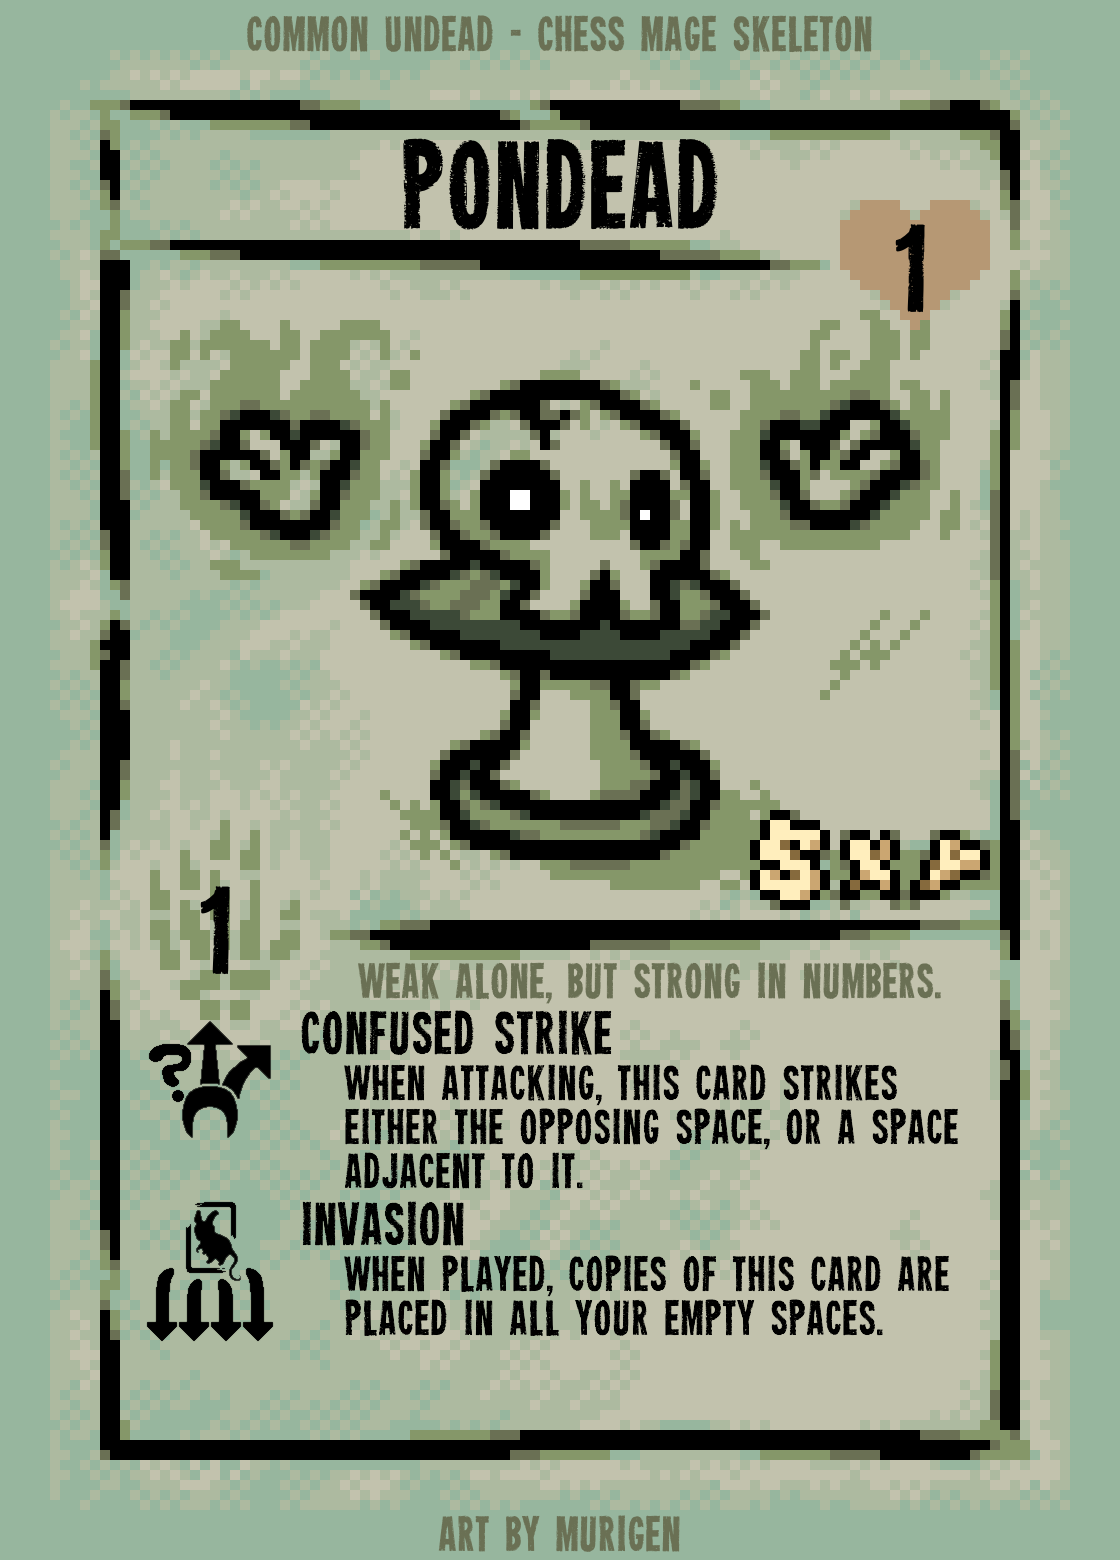 COMMON UNDEAD - CHESS MAGE SKELETON
PONDEAD
1
5 X
1
WEAK ALONE, BUT STRONG IN NUMBERS.
CONFUSED STRIKE
?
WHEN ATTACKING, THIS CARD STRIKES
EITHER THE OPPOSING SPACE, OR A SPACE
ADJACENT TO IT.
INVASION
WHEN PLAYED, COPIES OF THIS CARD ARE
PLACED IN ALL YOUR EMPTY SPACES.
ART BY MURIGEN